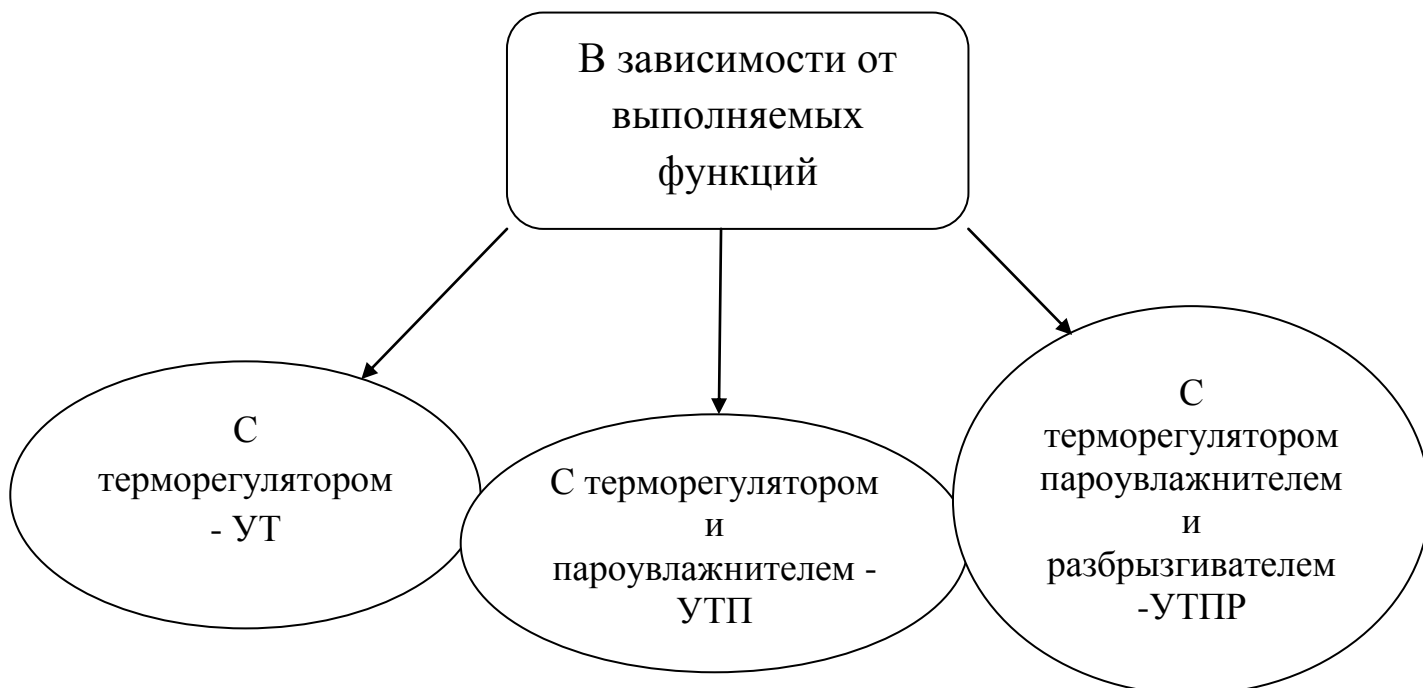 В зависимости от
выполняемых
функций
С
терморегулятором
- УТ
С терморегулятором
и
пароувлажнителем -
УТП
С
терморегулятором
пароувлажнителем
и
разбрызгивателем
-УТПР